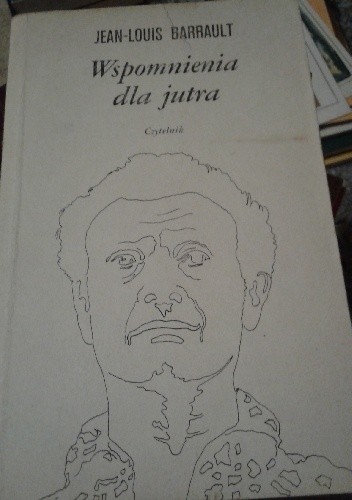 JEAN-LOUIS BARRAULT
Wspomnienia
dla jutra
Czytelnik